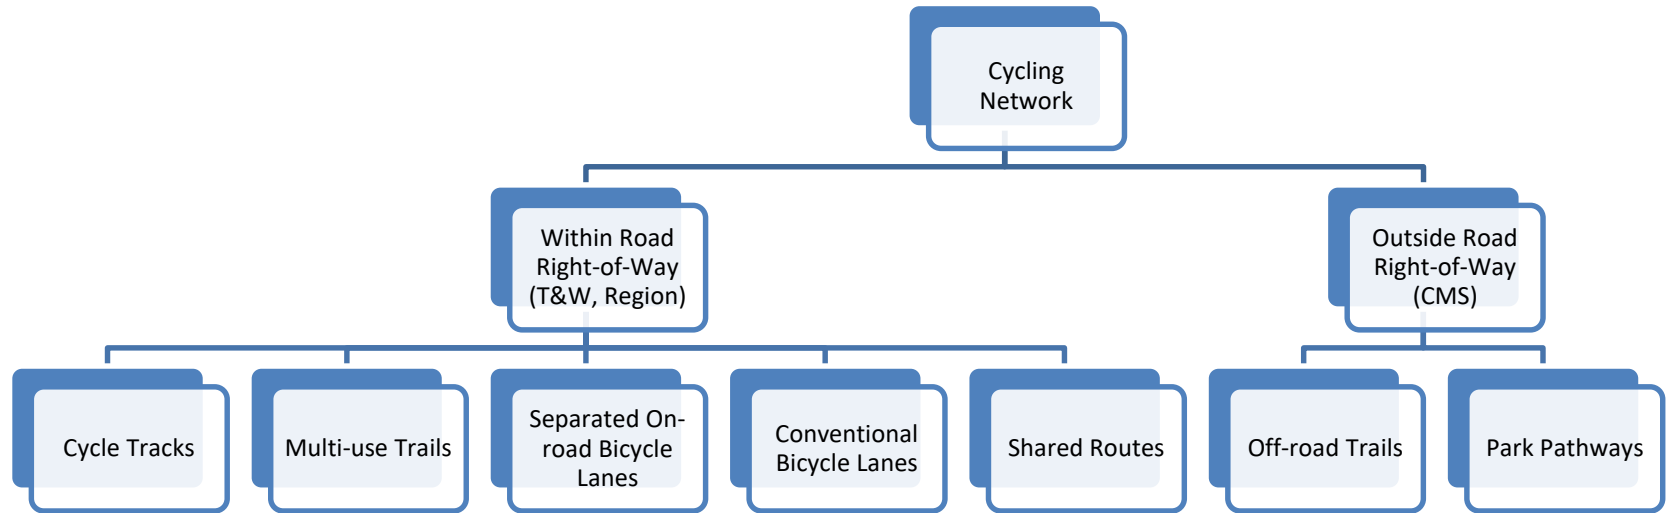 Cycling
Network
Within Road
Right-of-Way
(T&W, Region)
Outside Road
Right-of-Way
(CMS)
Cycle Tracks
Multi-use Trails
Separated On-
road Bicycle
Lanes
Conventional
Bicycle Lanes
Shared Routes
Off-road Trails
Park Pathways